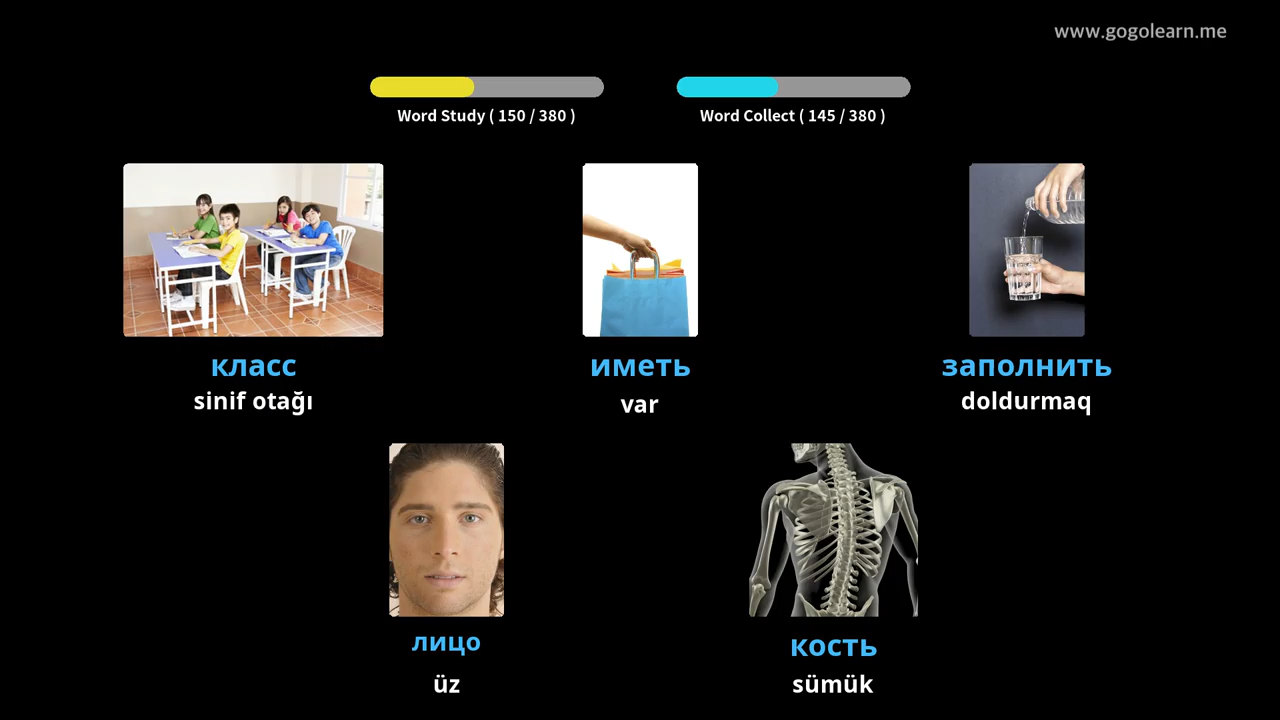 www.gogolearn.me
Word Study ( 150 / 380 )
Word Collect ( 145 / 380 )
класс
sinif otağı
иметь
var
заполнить
doldurmaq
лицо
üz
кость
sümük